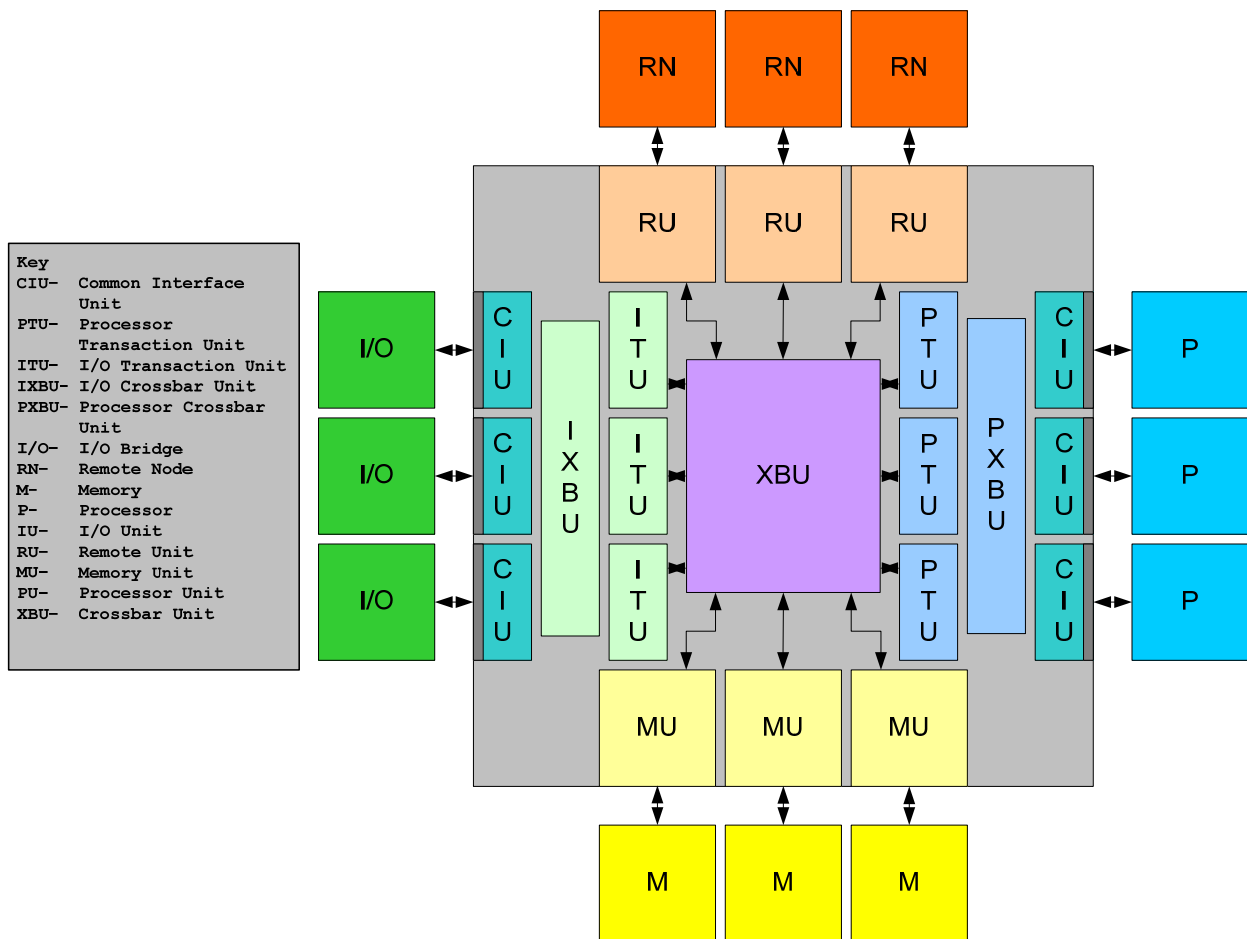 RN RN RN
RU RU RU
Key
CIU- Common Interface
Unit
PTU- Processor
Transaction Unit
ITU- I/O Transaction Unit
IXBU- I/O Crossbar Unit
PXBU- Processor Crossbar
Unit
I/O- I/O Bridge
RN- Remote Node
M- Memory
P- Processor
IU- I/O Unit
RU- Remote Unit
MU- Memory Unit
PU- Processor Unit
XBU- Crossbar Unit
I/O
CIU
ITU
PTU
CIU
P
I/O
CIU
IXBU
ITU
XBU
PTU
PXBU
CIU
P
I/O
CIU
ITU
PTU
CIU
P
MU MU MU
M M M